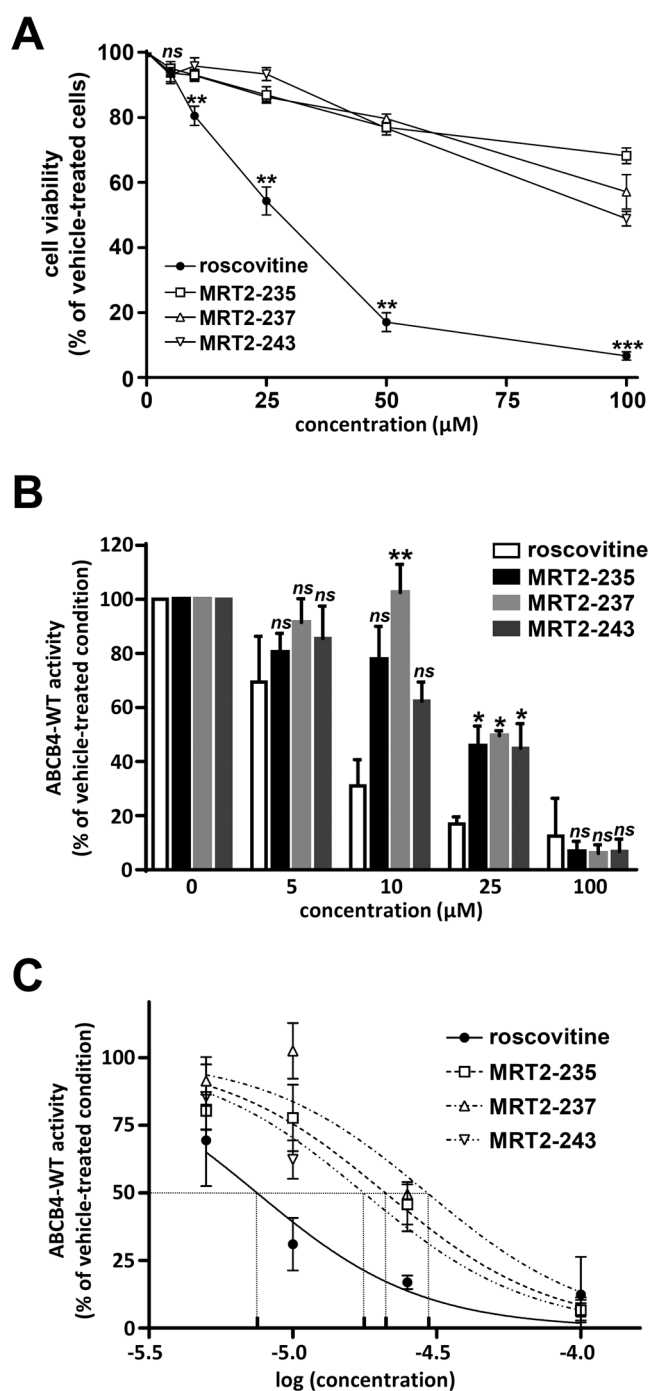 A
cell viability
(% of vehicle-treated cells)
100
80
60
40
20
0
ns
**
**
**
***
roscovitine
MRT2-235
MRT2-237
MRT2-243
0 25 50 75 100
concentration (μM)
B
ABCB4-WT activity
(% of vehicle-treated condition)
120
100
80
60
40
20
0
roscovitine
MRT2-235
MRT2-237
MRT2-243
ns ns ns
ns ** ns
* * *
ns ns ns
0 5 10 25 100
concentration (μM)
C
ABCB4-WT activity
(% of vehicle-treated condition)
100
75
50
25
0
roscovitine
MRT2-235
MRT2-237
MRT2-243
-5.5 -5.0 -4.5 -4.0
log (concentration)